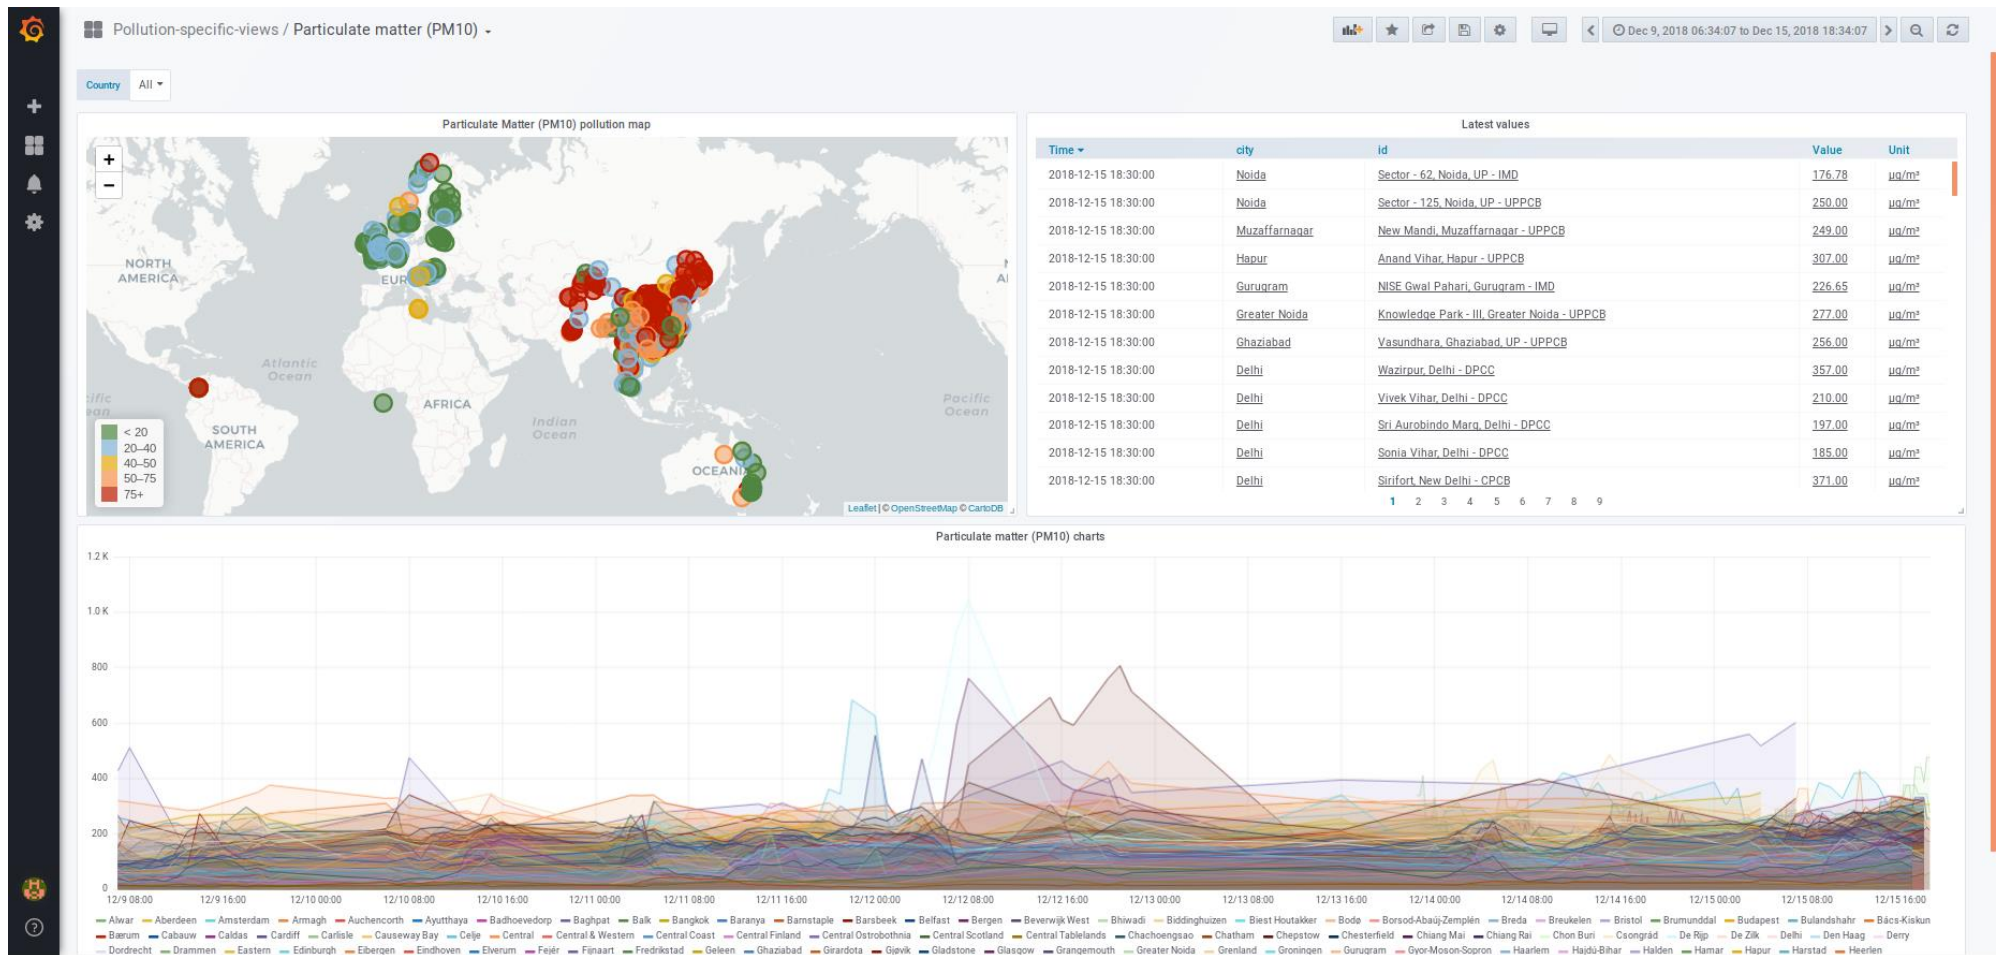 Pollution-specific-views / Particulate matter (PM10)
Dec 9, 2018 06:34:07 to Dec 15, 2018 18:34:07
Country All
Particulate Matter (PM10) pollution map
+
−
NORTH AMERICA
EUR
Atlantic Ocean
AFRICA
SOUTH AMERICA
Indian Ocean
Pacific Ocean
OCEANI
< 20
20–40
40–50
50–75
75+
Leaflet | © OpenStreetMap © CartoDB
Latest values
Time city id Value Unit
2018-12-15 18:30:00 Noida Sector - 62, Noida, UP - IMD 176.78 µg/m³
2018-12-15 18:30:00 Noida Sector - 125, Noida, UP - UPPCB 250.00 µg/m³
2018-12-15 18:30:00 Muzaffarnagar New Mandi, Muzaffarnagar - UPPCB 249.00 µg/m³
2018-12-15 18:30:00 Hapur Anand Vihar, Hapur - UPPCB 307.00 µg/m³
2018-12-15 18:30:00 Gurugram NISE Gwal Pahari, Gurugram - IMD 226.65 µg/m³
2018-12-15 18:30:00 Greater Noida Knowledge Park - III, Greater Noida - UPPCB 277.00 µg/m³
2018-12-15 18:30:00 Ghaziabad Vasundhara, Ghaziabad, UP - UPPCB 256.00 µg/m³
2018-12-15 18:30:00 Delhi Wazirpur, Delhi - DPCC 357.00 µg/m³
2018-12-15 18:30:00 Delhi Vivek Vihar, Delhi - DPCC 210.00 µg/m³
2018-12-15 18:30:00 Delhi Sri Aurobindo Marg, Delhi - DPCC 197.00 µg/m³
2018-12-15 18:30:00 Delhi Sonia Vihar, Delhi - DPCC 185.00 µg/m³
2018-12-15 18:30:00 Delhi Sirifort, New Delhi - CPCB 371.00 µg/m³
1 2 3 4 5 6 7 8 9
Particulate matter (PM10) charts
1.2 K
1.0 K
800
600
400
200
0
12/9 08:00 12/9 16:00 12/10 00:00 12/10 08:00 12/10 16:00 12/11 00:00 12/11 08:00 12/11 16:00 12/12 00:00 12/12 08:00 12/12 16:00 12/13 00:00 12/13 08:00 12/13 16:00 12/14 00:00 12/14 08:00 12/14 16:00 12/15 00:00 12/15 08:00 12/15 16:00
Alwar Aberdeen Amsterdam Armagh Auchencorth Ayutthaya Badhoevedorp Baghpat Balk Bangkok Baranya Barnstaple Barsbeek Belfast Bergen Beverwijk West Bhiwadi Biddinghuizen Biest Houtakker Bodø Borsod-Abaúj-Zemplén Breda Breukelen Bristol Brumunddal Budapest Bulandshahr Bács-Kiskun
Bærum Cabauw Caldas Cardiff Carlisle Causeway Bay Celje Central Central & Western Central Coast Central Finland Central Ostrobothnia Central Scotland Central Tablelands Chachoengsao Chatham Chepstow Chesterfield Chiang Mai Chiang Rai Chon Buri Csongrád De Rijp De Zilk Delhi Den Haag Derry
Dordrecht Drammen Eastern Edinburgh Eibergen Eindhoven Elverum Fejér Fijnaart Fredrikstad Geleen Ghaziabad Girardota Gjøvik Gladstone Glasgow Grangemouth Greater Noida Grenland Groningen Gurugram Gyor-Moson-Sopron Haarlem Hajdú-Bihar Halden Hamar Hapur Harstad Heerlen